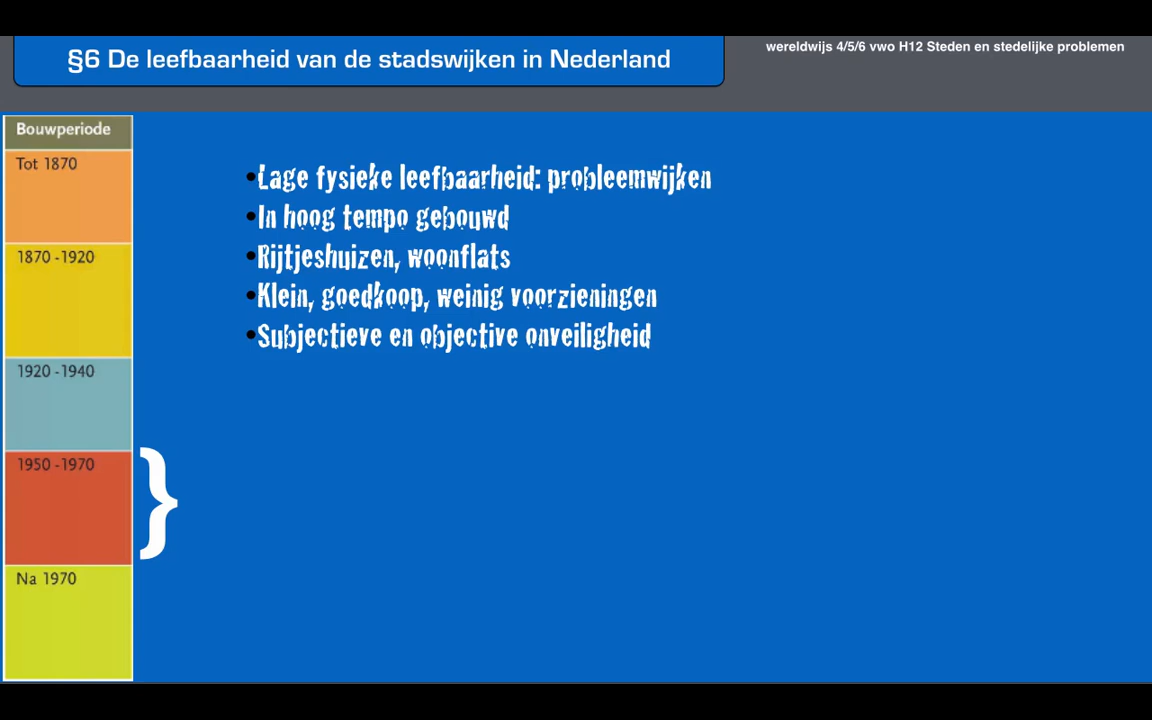 §6 De leefbaarheid van de stadswijken in Nederland
wereldwijs 4/5/6 vwo H12 Steden en stedelijke problemen
Bouwperiode
Tot 1870
1870 - 1920
1920 - 1940
1950 - 1970
Na 1970
•Lage fysieke leefbaarheid: probleemwijken
•In hoog tempo gebouwd
•Rijtjeshuizen, woonflats
•Klein, goedkoop, weinig voorzieningen
•Subjectieve en objective onveiligheid
}